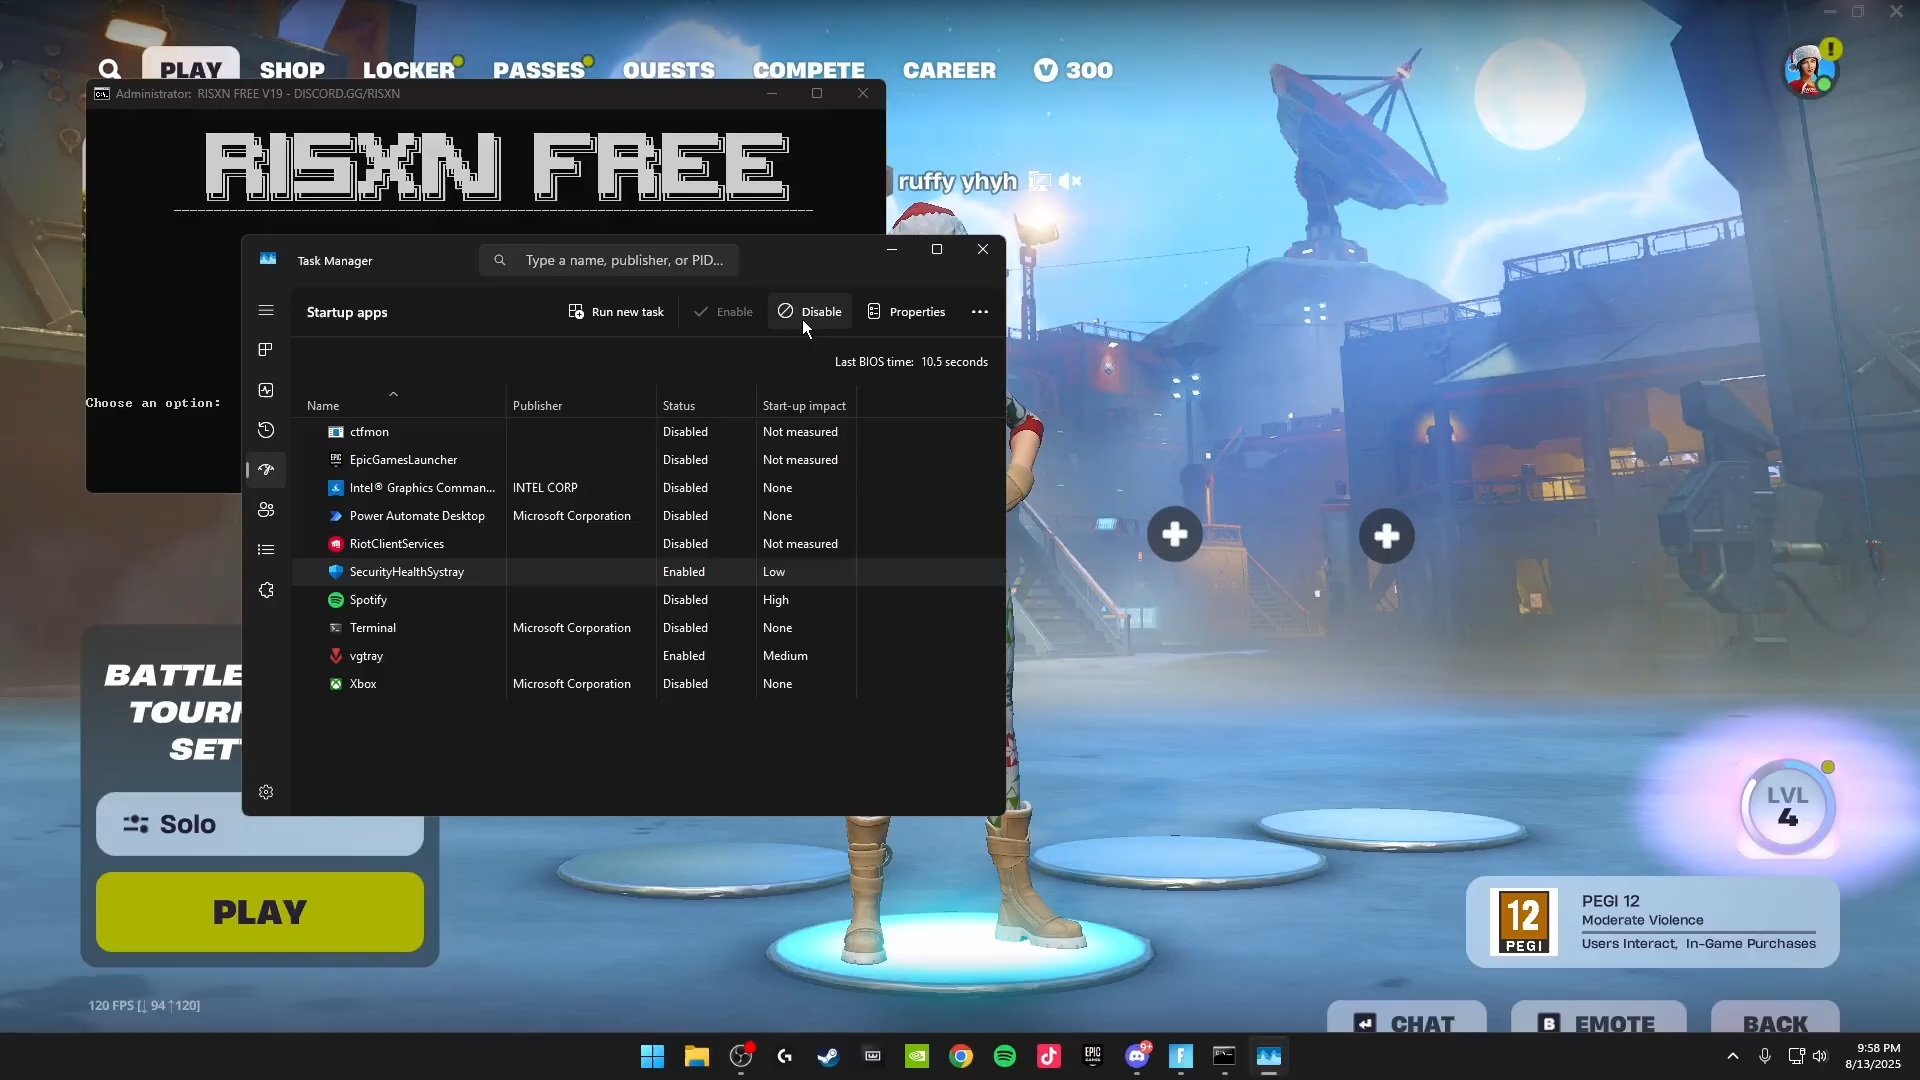 PLAY
SHOP
LOCKER
PASSES
QUESTS
COMPETE
CAREER
V 300
Administrator: RISXN FREE V19 - DISCORD.GG/RISXN
RISXN FREE
Choose an option:
ruffy yhyh
Task Manager
Type a name, publisher, or PID...
Startup apps
Run new task
Enable
Disable
Properties
Last BIOS time: 10.5 seconds
Name Publisher Status Start-up impact
ctfmon Disabled Not measured
EpicGamesLauncher Disabled Not measured
Intel® Graphics Comman... INTEL CORP Disabled None
Power Automate Desktop Microsoft Corporation Disabled None
RiotClientServices Disabled Not measured
SecurityHealthSystray Enabled Low
Spotify Disabled High
Terminal Microsoft Corporation Disabled None
vgtray Enabled Medium
Xbox Microsoft Corporation Disabled None
BATTLE
TOUR
SET
Solo
PLAY
LVL
4
12
PEGI
PEGI 12
Moderate Violence
Users Interact, In-Game Purchases
120 FPS [↓ 94 ↑120]
CHAT
B EMOTE
BACK
EPIC
GAMES
9+
9:58 PM
8/13/2025